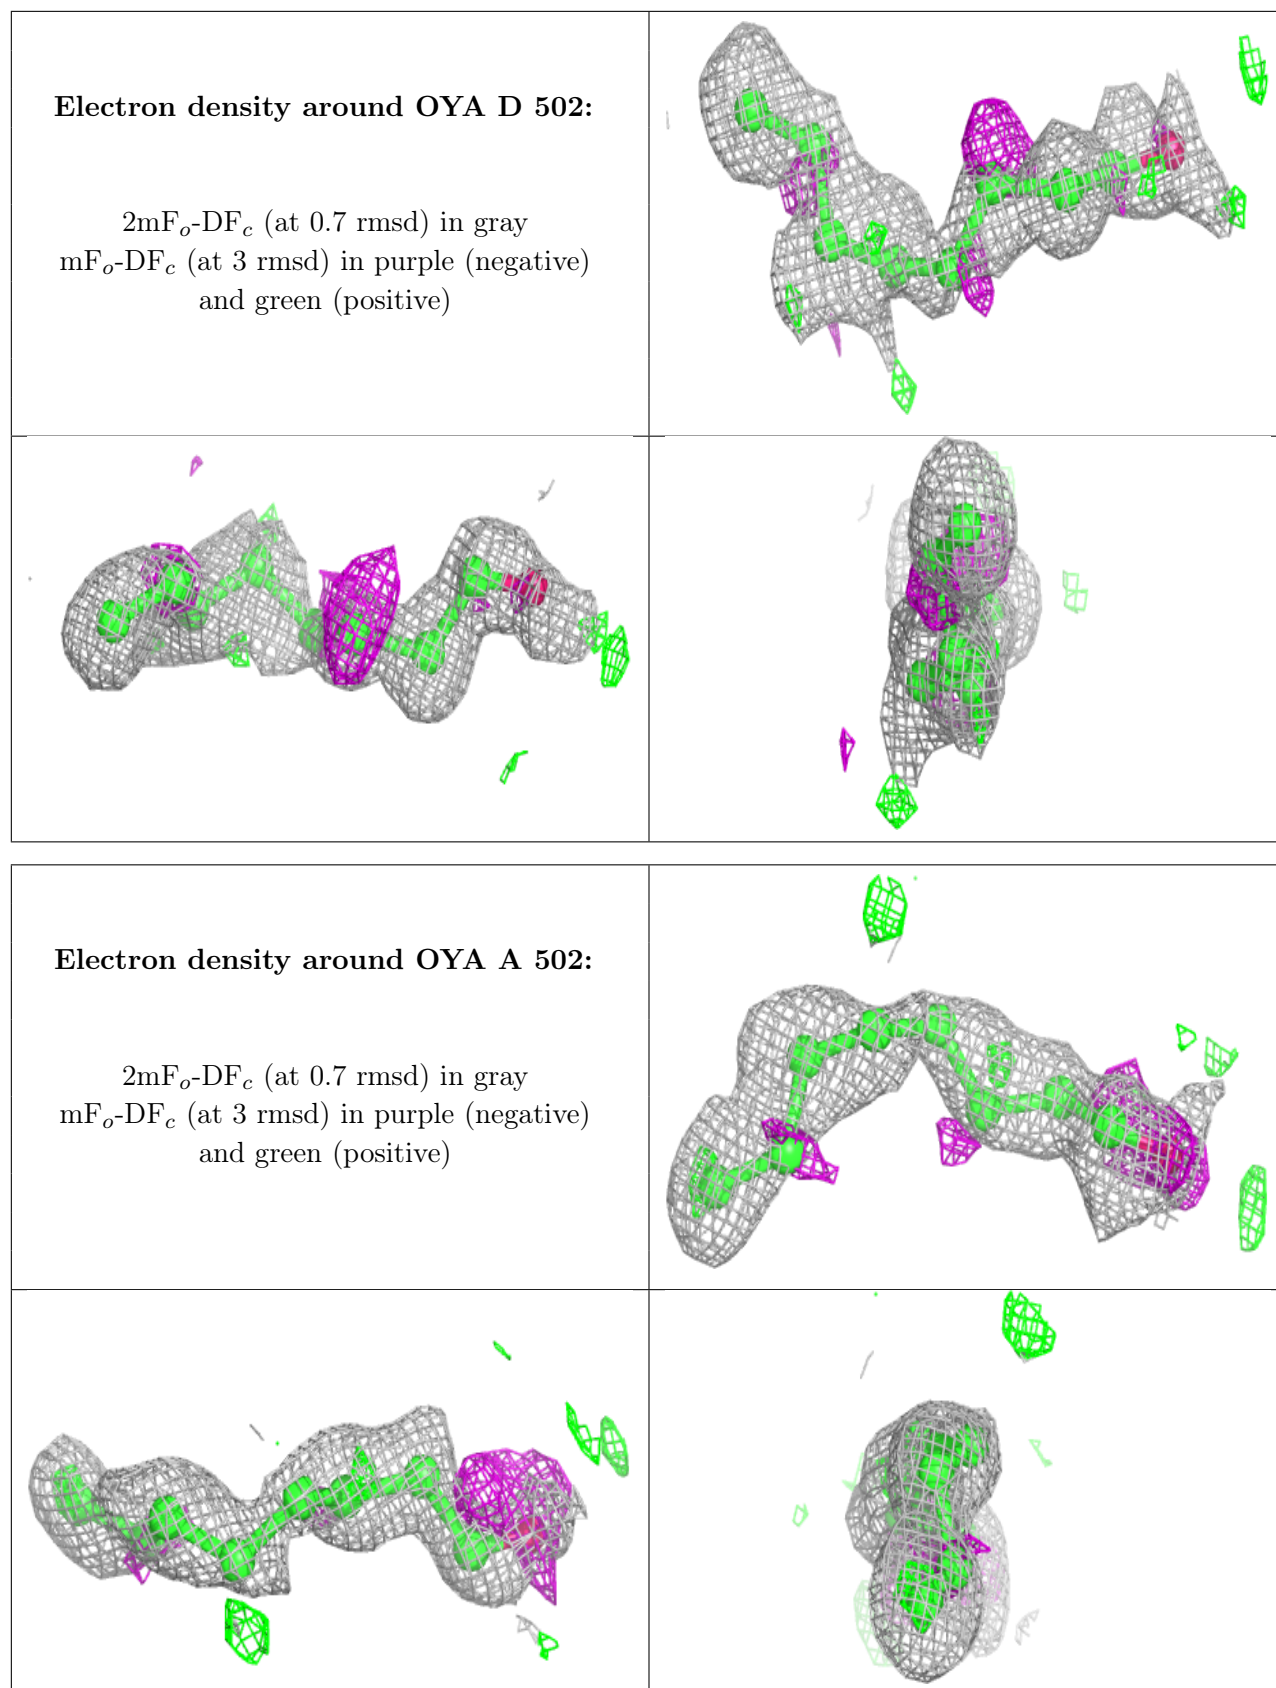 Electron density around OYA D 502:
2mFo-DFc (at 0.7 rmsd) in gray
mFo-DFc (at 3 rmsd) in purple (negative)
and green (positive)
Electron density around OYA A 502:
2mFo-DFc (at 0.7 rmsd) in gray
mFo-DFc (at 3 rmsd) in purple (negative)
and green (positive)